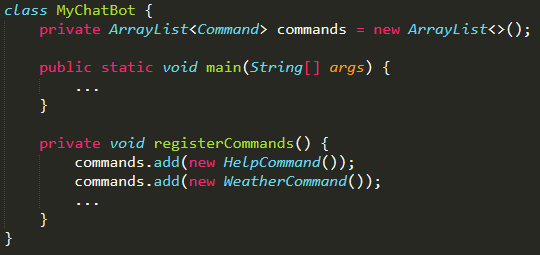 class MyChatBot {
    private ArrayList<Command> commands = new ArrayList<>();

    public static void main(String[] args) {
        ...
    }

    private void registerCommands() {
        commands.add(new HelpCommand());
        commands.add(new WeatherCommand());
        ...
    }
}